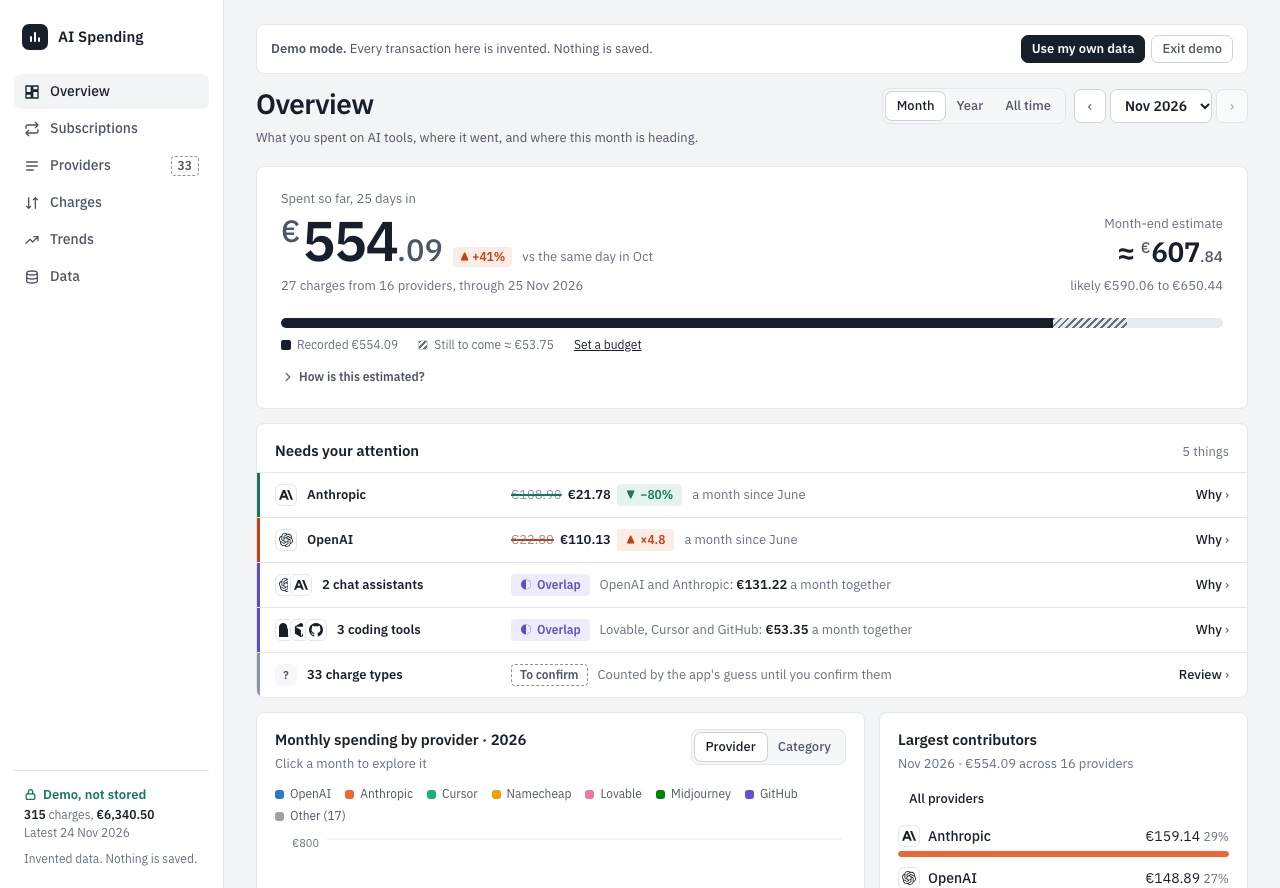 AI Spending
Overview
Subscriptions
Providers 33
Charges
Trends
Data
Demo, not stored
315 charges, €6,340.50
Latest 24 Nov 2026
Invented data. Nothing is saved.
Demo mode. Every transaction here is invented. Nothing is saved.
Use my own data
Exit demo
Overview
Month Year All time ‹ Nov 2026 ›
What you spent on AI tools, where it went, and where this month is heading.
Spent so far, 25 days in
€554.09 ▲ +41% vs the same day in Oct
27 charges from 16 providers, through 25 Nov 2026
Month-end estimate
≈ €607.84
likely €590.06 to €650.44
Recorded €554.09 Still to come ≈ €53.75 Set a budget
How is this estimated?
Needs your attention 5 things
Anthropic €108.90 €21.78 ▼ −80% a month since June Why ›
OpenAI €22.80 €110.13 ▲ ×4.8 a month since June Why ›
2 chat assistants Overlap OpenAI and Anthropic: €131.22 a month together Why ›
3 coding tools Overlap Lovable, Cursor and GitHub: €53.35 a month together Why ›
? 33 charge types To confirm Counted by the app's guess until you confirm them Review ›
Monthly spending by provider · 2026
Click a month to explore it
Provider Category
OpenAI Anthropic Cursor Namecheap Lovable Midjourney GitHub
Other (17)
€800
Largest contributors
Nov 2026 · €554.09 across 16 providers
All providers
Anthropic €159.14 29%
OpenAI €148.89 27%